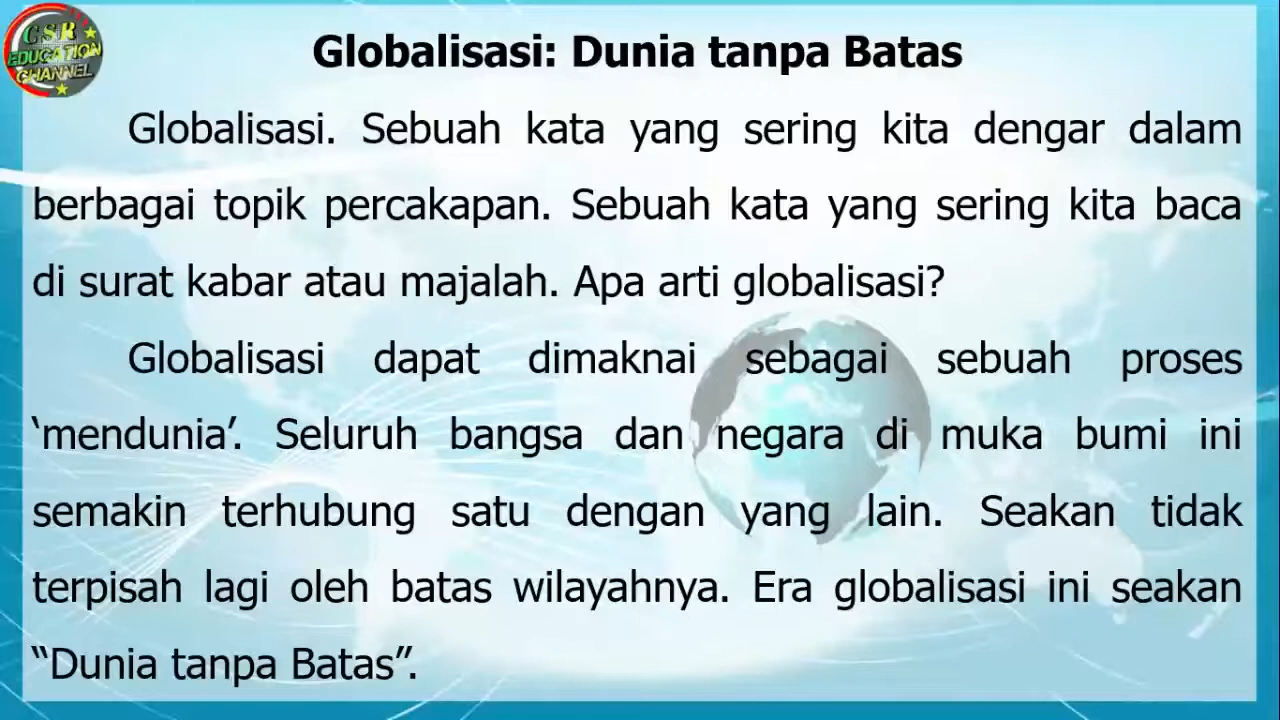 GSR
EDUCATION
CHANNEL
Globalisasi: Dunia tanpa Batas
Globalisasi. Sebuah kata yang sering kita dengar dalam
berbagai topik percakapan. Sebuah kata yang sering kita baca
di surat kabar atau majalah. Apa arti globalisasi?
Globalisasi dapat dimaknai sebagai sebuah proses
‘mendunia’. Seluruh bangsa dan negara di muka bumi ini
semakin terhubung satu dengan yang lain. Seakan tidak
terpisah lagi oleh batas wilayahnya. Era globalisasi ini seakan
“Dunia tanpa Batas”.